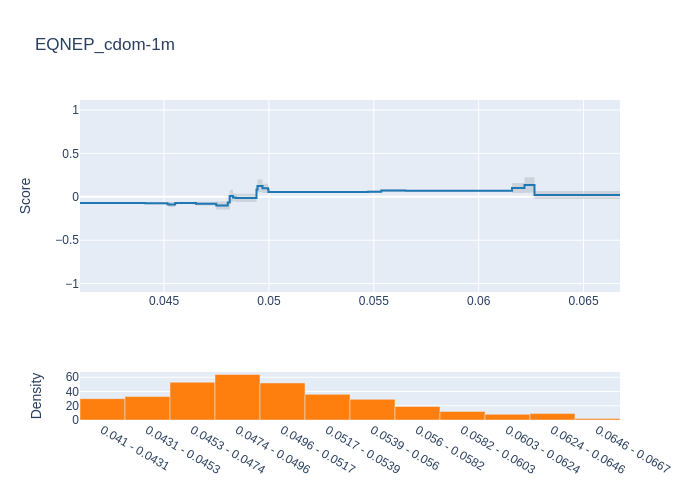 EQNEP_cdom-1m
Score
1
0.5
0
−0.5
−1
0.045
0.05
0.055
0.06
0.065
Density
60
40
20
0
0.041 - 0.0431
0.0431 - 0.0453
0.0453 - 0.0474
0.0474 - 0.0496
0.0496 - 0.0517
0.0517 - 0.0539
0.0539 - 0.056
0.056 - 0.0582
0.0582 - 0.0603
0.0603 - 0.0624
0.0624 - 0.0646
0.0646 - 0.0667